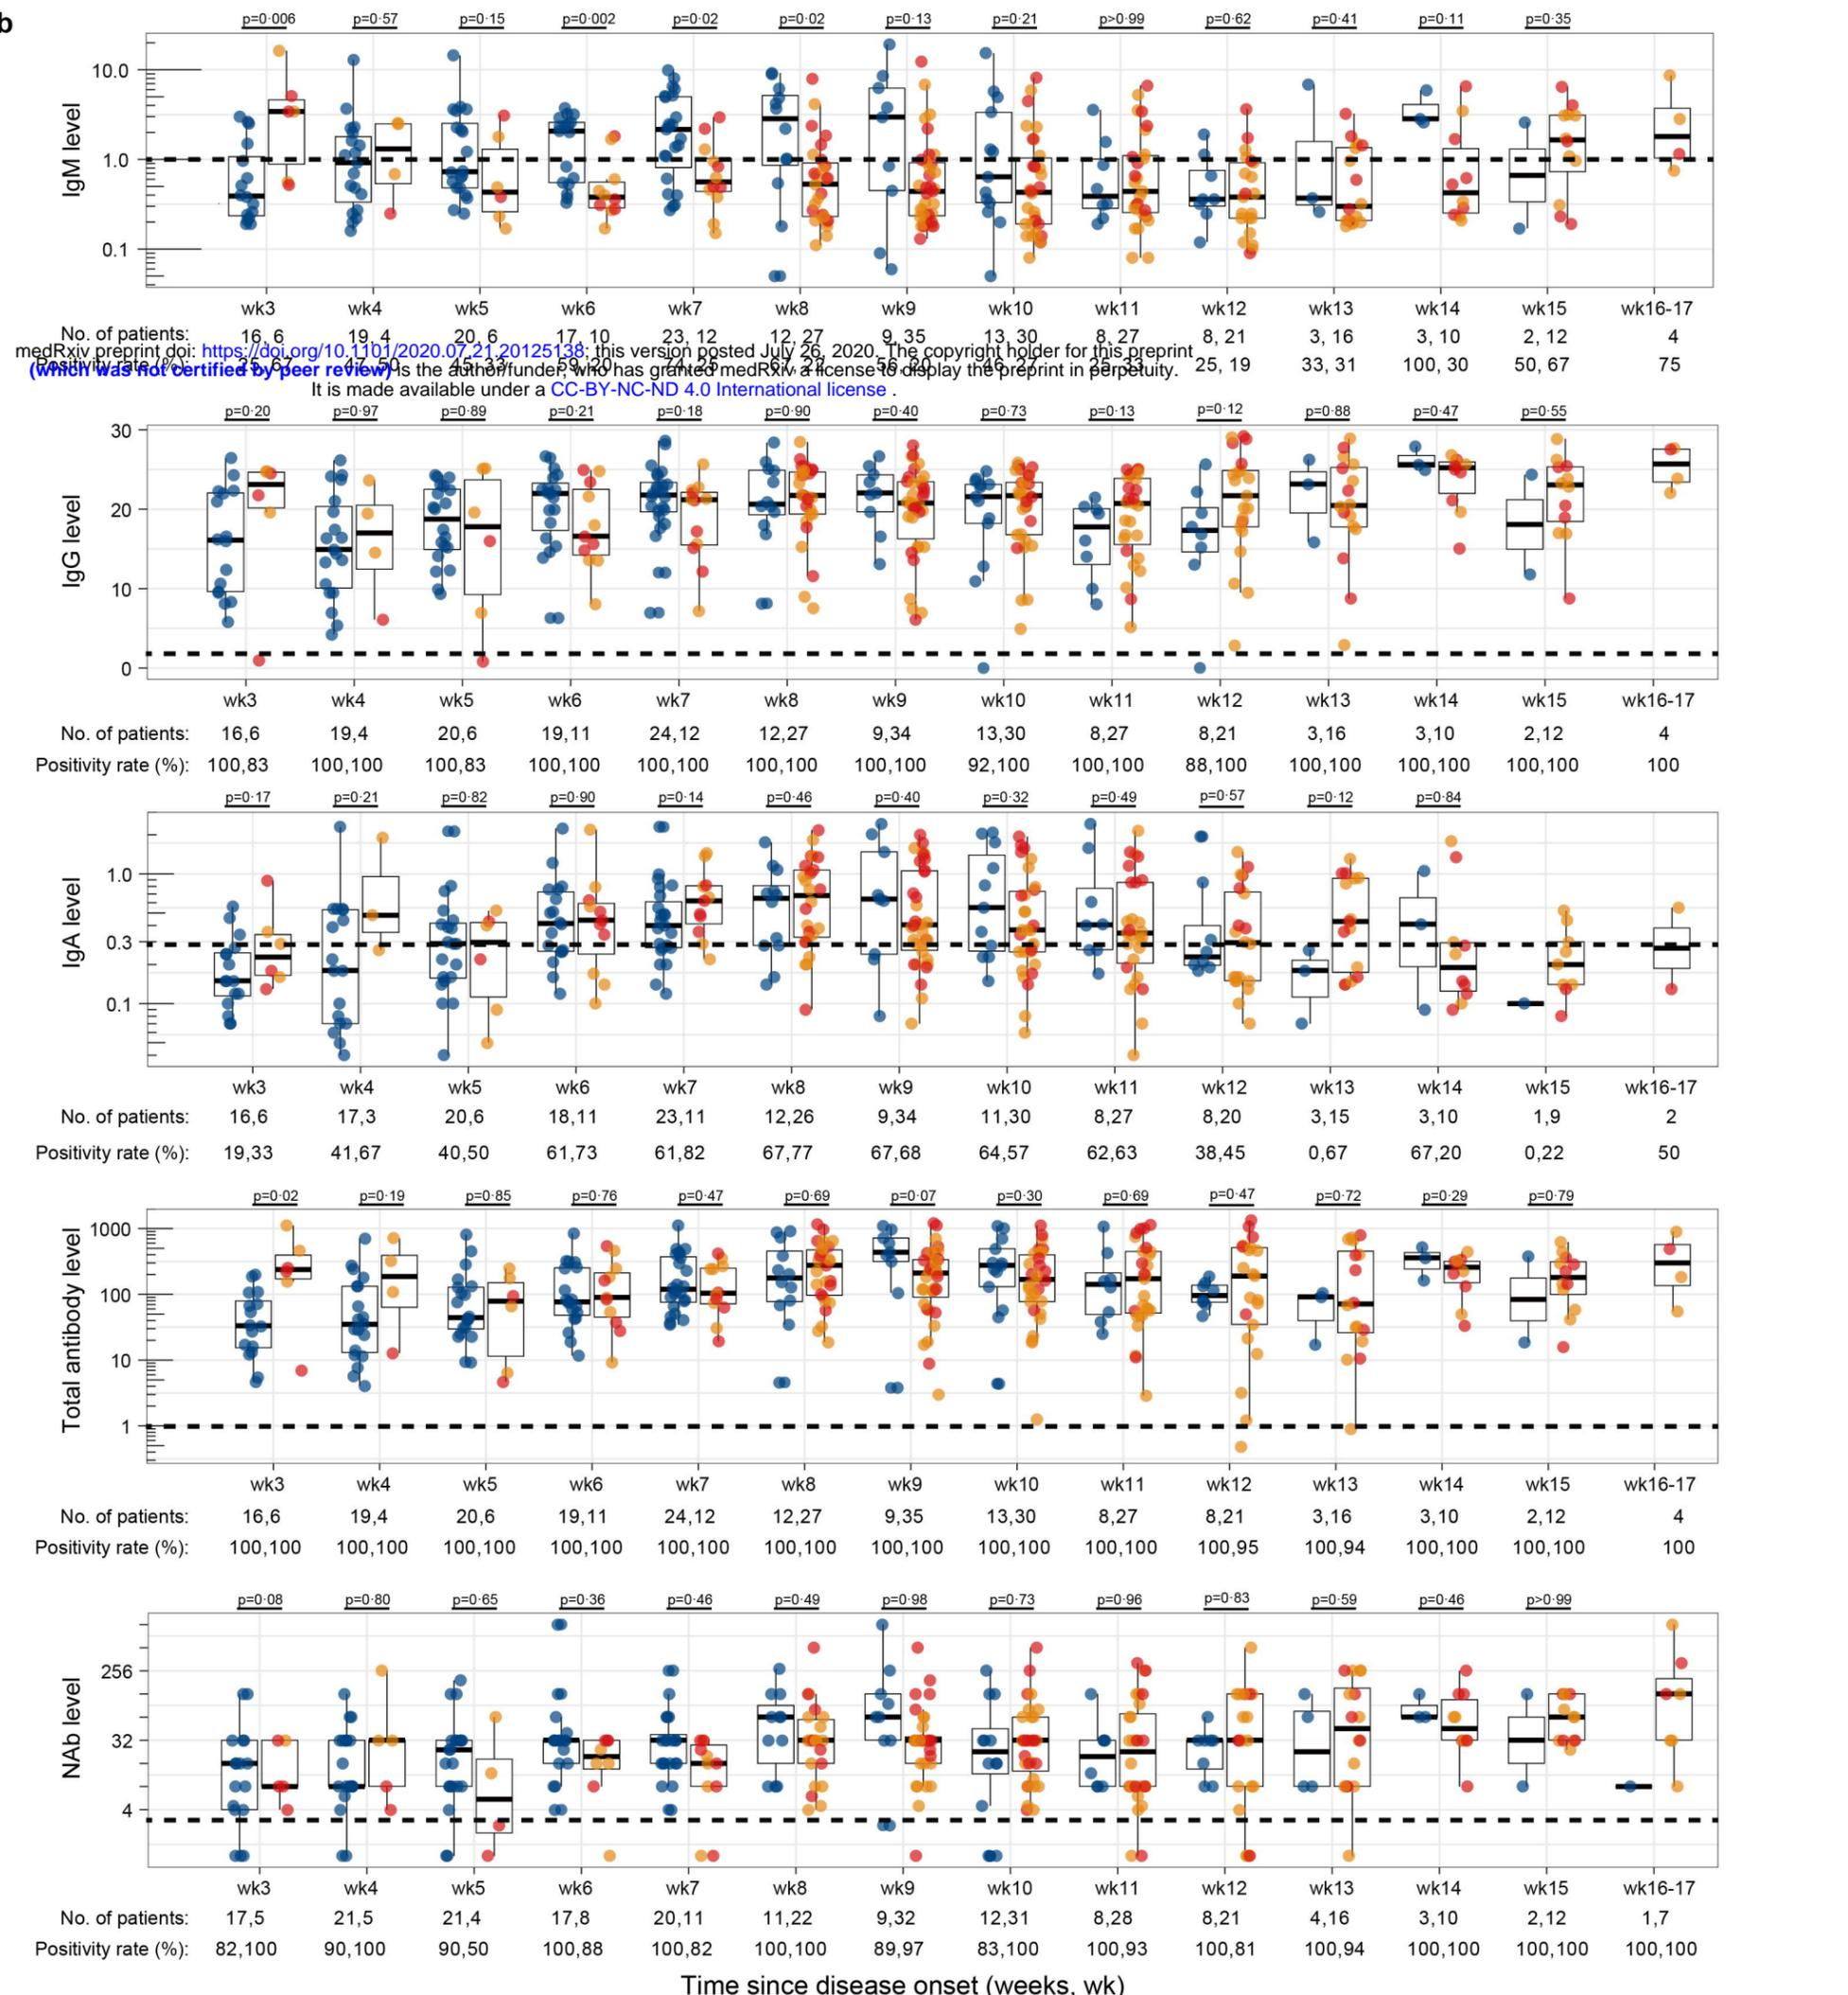 b
p=0·006 p=0·57 p=0·15 p=0·002 p=0·02 p=0·02 p=0·13 p=0·21 p>0·99 p=0·62 p=0·41 p=0·11 p=0·35
IgM level
10.0
1.0
0.1
wk3 wk4 wk5 wk6 wk7 wk8 wk9 wk10 wk11 wk12 wk13 wk14 wk15 wk16-17
No. of patients: 16, 6 19, 4 20, 6 17, 10 23, 12 12, 27 9, 35 13, 30 8, 27 8, 21 3, 16 3, 10 2, 12 4
medRxiv preprint doi: https://doi.org/10.1101/2020.07.21.20125138; this version posted July 26, 2020. The copyright holder for this preprint
Positivity rate (%): 25, 67 47, 50 45, 33 59, 20 67, 22 56, 20 46, 27 25, 33 25, 19 33, 31 100, 30 50, 67 75
(which was not certified by peer review) is the author/funder, who has granted medRxiv a license to display the preprint in perpetuity.
It is made available under a CC-BY-NC-ND 4.0 International license .
p=0·20 p=0·97 p=0·89 p=0·21 p=0·18 p=0·90 p=0·40 p=0·73 p=0·13 p=0·12 p=0·88 p=0·47 p=0·55
IgG level
30
20
10
0
wk3 wk4 wk5 wk6 wk7 wk8 wk9 wk10 wk11 wk12 wk13 wk14 wk15 wk16-17
No. of patients: 16,6 19,4 20,6 19,11 24,12 12,27 9,34 13,30 8,27 8,21 3,16 3,10 2,12 4
Positivity rate (%): 100,83 100,100 100,83 100,100 100,100 100,100 100,100 92,100 100,100 88,100 100,100 100,100 100,100 100
p=0·17 p=0·21 p=0·82 p=0·90 p=0·14 p=0·46 p=0·40 p=0·32 p=0·49 p=0·57 p=0·12 p=0·84
IgA level
1.0
0.3
0.1
wk3 wk4 wk5 wk6 wk7 wk8 wk9 wk10 wk11 wk12 wk13 wk14 wk15 wk16-17
No. of patients: 16,6 17,3 20,6 18,11 23,11 12,26 9,34 11,30 8,27 8,20 3,15 3,10 1,9 2
Positivity rate (%): 19,33 41,67 40,50 61,73 61,82 67,77 67,68 64,57 62,63 38,45 0,67 67,20 0,22 50
p=0·02 p=0·19 p=0·85 p=0·76 p=0·47 p=0·69 p=0·07 p=0·30 p=0·69 p=0·47 p=0·72 p=0·29 p=0·79
Total antibody level
1000
100
10
1
wk3 wk4 wk5 wk6 wk7 wk8 wk9 wk10 wk11 wk12 wk13 wk14 wk15 wk16-17
No. of patients: 16,6 19,4 20,6 19,11 24,12 12,27 9,35 13,30 8,27 8,21 3,16 3,10 2,12 4
Positivity rate (%): 100,100 100,100 100,100 100,100 100,100 100,100 100,100 100,100 100,100 100,95 100,94 100,100 100,100 100
p=0·08 p=0·80 p=0·65 p=0·36 p=0·46 p=0·49 p=0·98 p=0·73 p=0·96 p=0·83 p=0·59 p=0·46 p>0·99
NAb level
256
32
4
wk3 wk4 wk5 wk6 wk7 wk8 wk9 wk10 wk11 wk12 wk13 wk14 wk15 wk16-17
No. of patients: 17,5 21,5 21,4 17,8 20,11 11,22 9,32 12,31 8,28 8,21 4,16 3,10 2,12 1,7
Positivity rate (%): 82,100 90,100 90,50 100,88 100,82 100,100 89,97 83,100 100,93 100,81 100,94 100,100 100,100 100,100
Time since disease onset (weeks, wk)